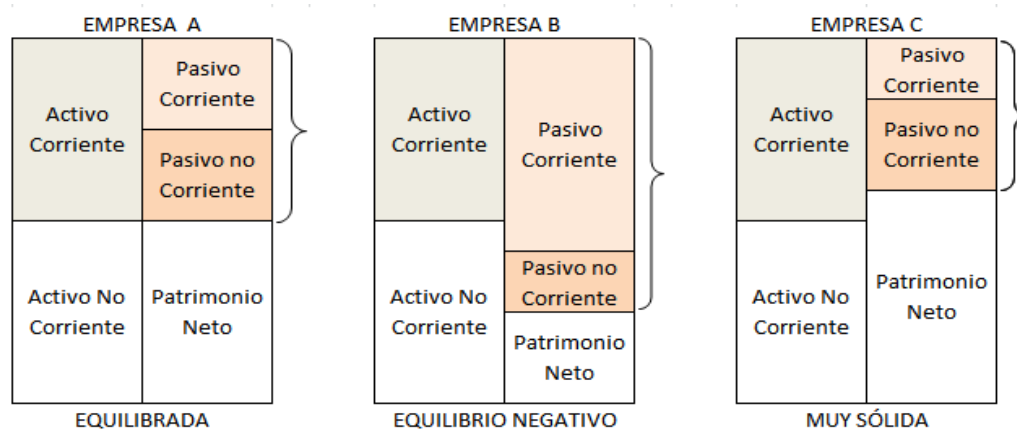 EMPRESA A
Activo
Corriente
Pasivo
Corriente
Pasivo no
Corriente
Activo No
Corriente
Patrimonio
Neto
EQUILIBRADA
EMPRESA B
Activo
Corriente
Pasivo
Corriente
Pasivo no
Corriente
Activo No
Corriente
Patrimonio
Neto
EQUILIBRIO NEGATIVO
EMPRESA C
Activo
Corriente
Pasivo
Corriente
Pasivo no
Corriente
Activo No
Corriente
Patrimonio
Neto
MUY SÓLIDA